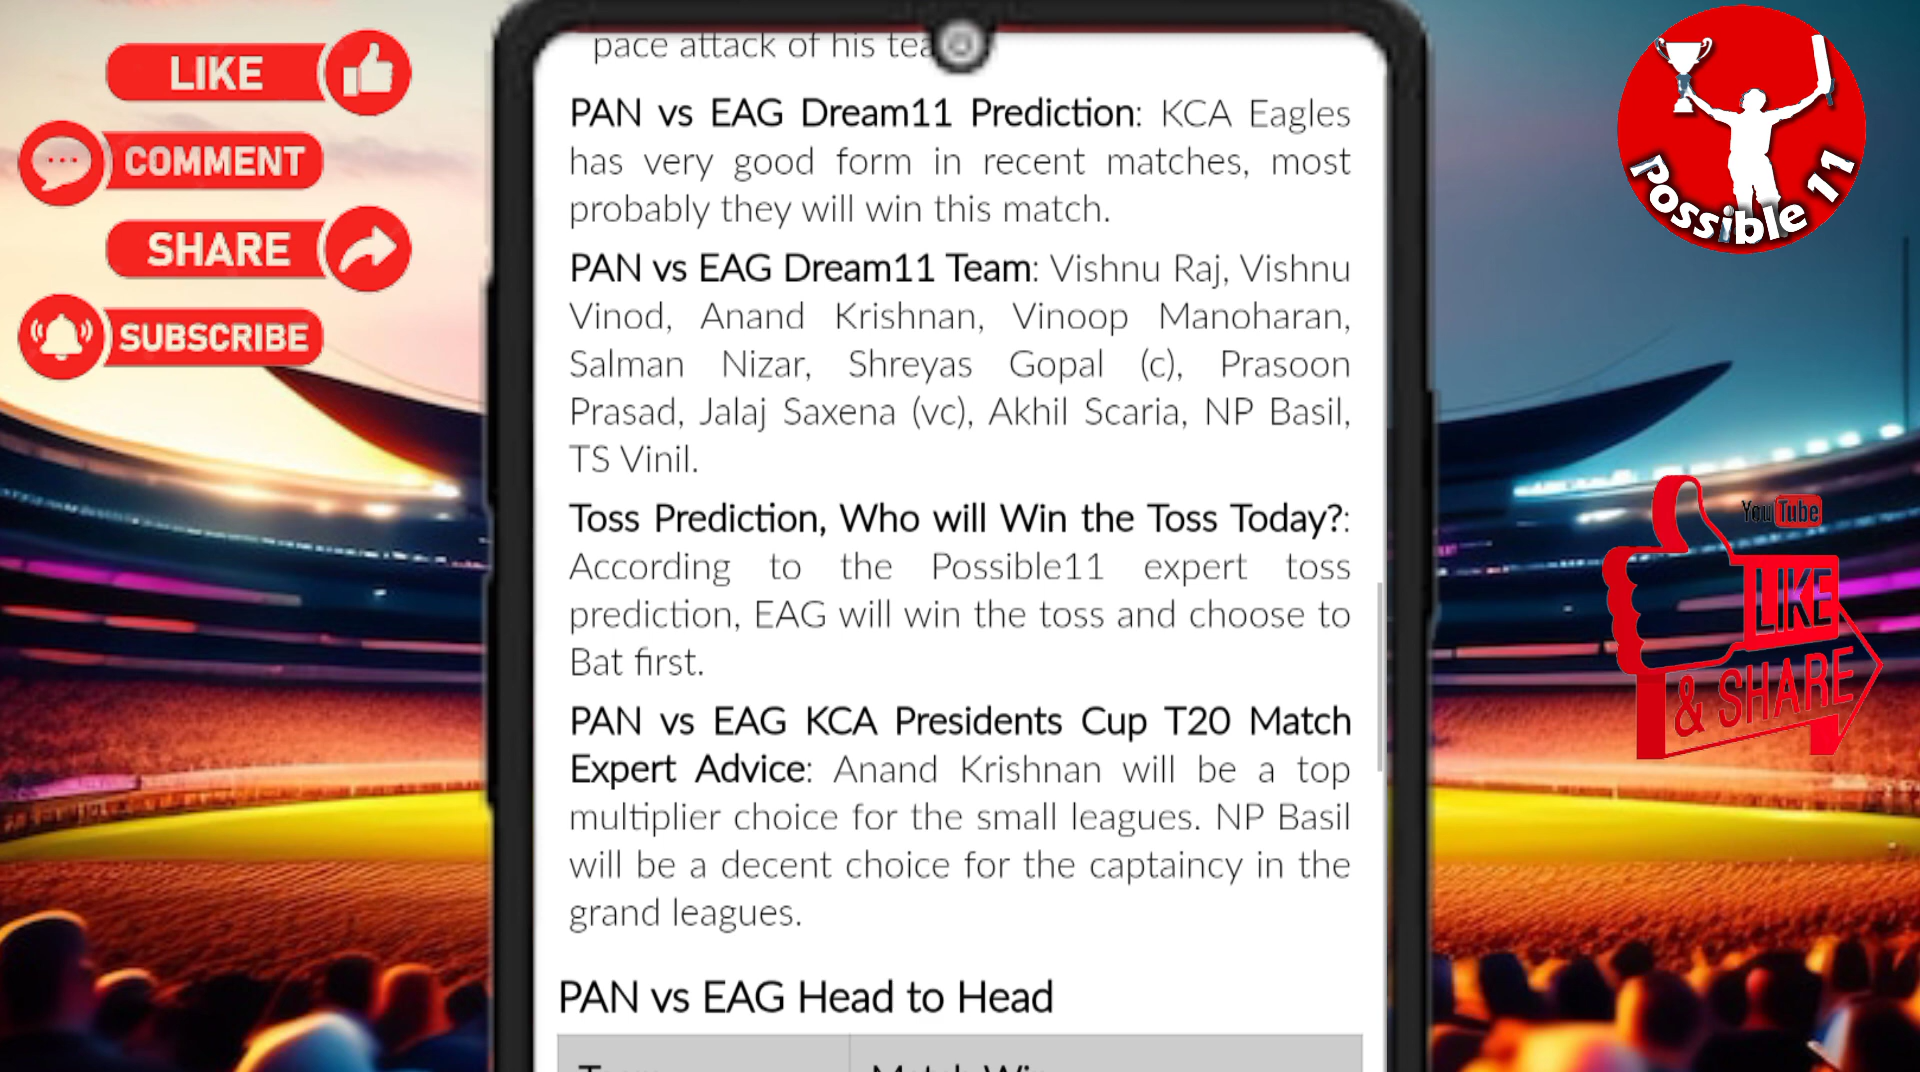 LIKE
COMMENT
SHARE
SUBSCRIBE
pace attack of his
PAN vs EAG Dream11 Prediction: KCA Eagles
has very good form in recent matches, most
probably they will win this match.
PAN vs EAG Dream11 Team: Vishnu Raj, Vishnu
Vinod, Anand Krishnan, Vinoop Manoharan,
Salman Nizar, Shreyas Gopal (c), Prasoon
Prasad, Jalaj Saxena (vc), Akhil Scaria, NP Basil,
TS Vinil.
Toss Prediction, Who will Win the Toss Today?:
According to the Possible11 expert toss
prediction, EAG will win the toss and choose to
Bat first.
PAN vs EAG KCA Presidents Cup T20 Match
Expert Advice: Anand Krishnan will be a top
multiplier choice for the small leagues. NP Basil
will be a decent choice for the captaincy in the
grand leagues.
PAN vs EAG Head to Head
Possible 11
YouTube
LIKE
& SHARE